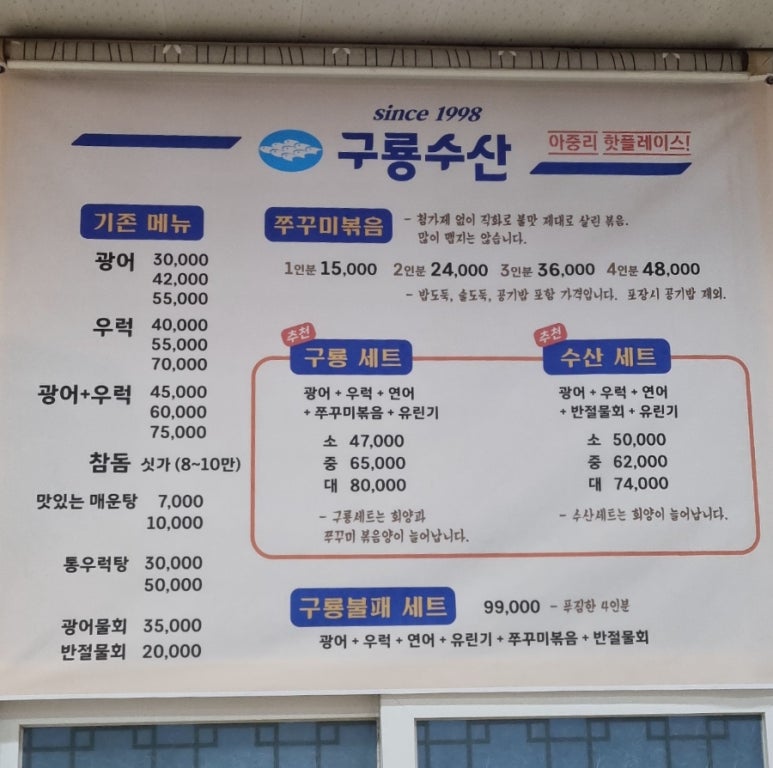 since 1998
구룡수산
아중리 핫플레이스!
기존 메뉴
광어 30,000
42,000
55,000
우럭 40,000
55,000
70,000
광어+우럭 45,000
60,000
75,000
참돔 싯가 (8~10만)
맛있는 매운탕 7,000
10,000
통우럭탕 30,000
50,000
광어물회 35,000
반절물회 20,000
쭈꾸미볶음 - 첨가제 없이 직화로 불맛 제대로 살린 볶음.
많이 맵지는 않습니다.
1인분 15,000 2인분 24,000 3인분 36,000 4인분 48,000
- 밥도둑, 술도둑, 공기밥 포함 가격입니다. 포장시 공기밥 제외.
추천
구룡 세트
광어 + 우럭 + 연어
+ 쭈꾸미볶음 + 유린기
소 47,000
중 65,000
대 80,000
- 구룡세트는 회양과
쭈꾸미 볶음양이 늘어납니다.
추천
수산 세트
광어 + 우럭 + 연어
+ 반절물회 + 유린기
소 50,000
중 62,000
대 74,000
- 수산세트는 회양이 늘어납니다.
구룡불패 세트 99,000 - 푸짐한 4인분
광어 + 우럭 + 연어 + 유린기 + 쭈꾸미볶음 + 반절물회